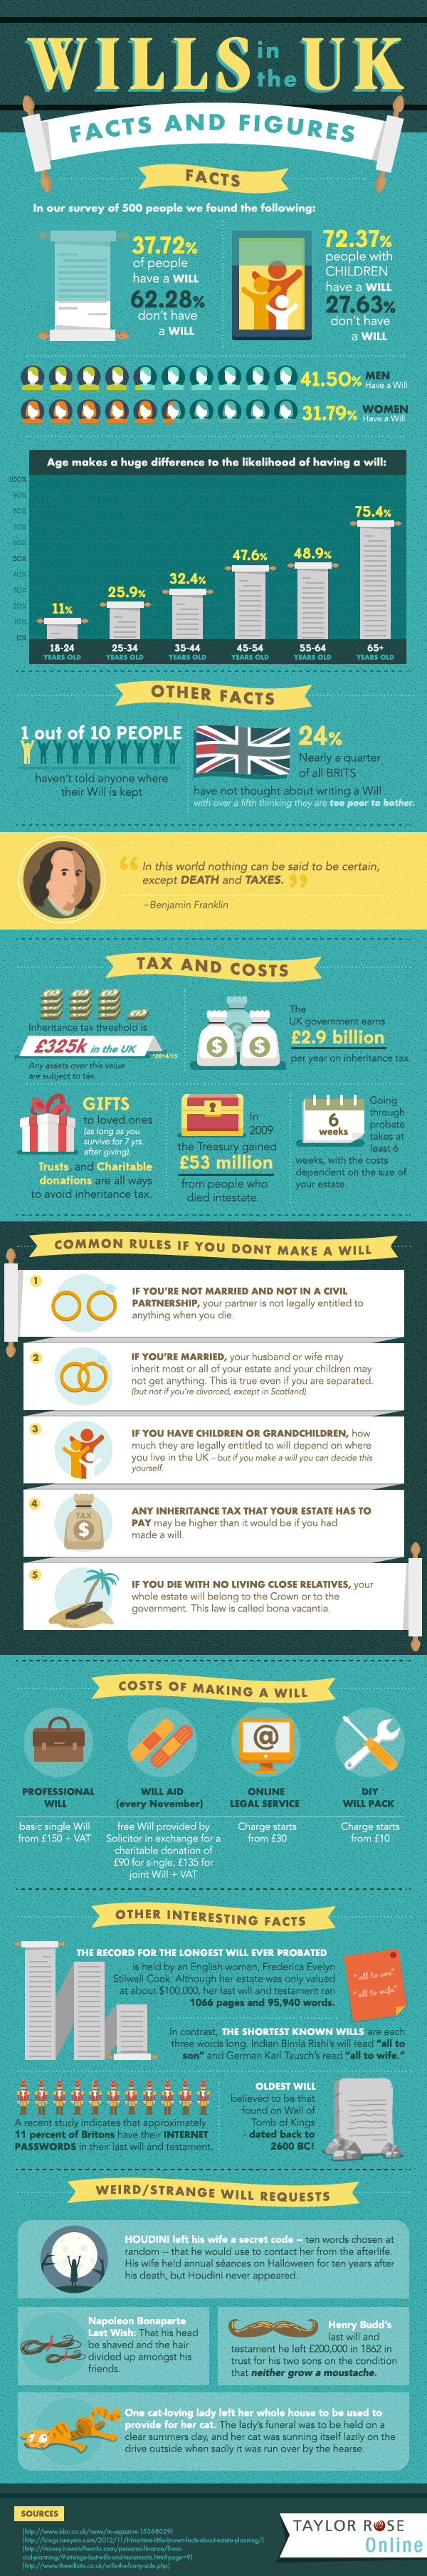 WILLS in the UK
FACTS AND FIGURES
FACTS
In our survey of 500 people we found the following:
37.72%
of people
have a WILL
62.28%
don't have
a WILL
72.37%
people with
CHILDREN
have a WILL
27.63%
don't have
a WILL
41.50% MEN
Have a Will
31.79% WOMEN
Have a Will
Age makes a huge difference to the likelihood of having a will:
100%
90%
80%
70%
60%
50%
40%
30%
20%
10%
0%
11%
25.9%
32.4%
47.6%
48.9%
75.4%
18-24 25-34 35-44 45-54 55-64 65+
YEARS OLD YEARS OLD YEARS OLD YEARS OLD YEARS OLD YEARS OLD
OTHER FACTS
1 out of 10 PEOPLE
haven't told anyone where
their Will is kept
24%
Nearly a quarter
of all BRITS
have not thought about writing a Will
with over a fifth thinking they are too poor to bother.
“ In this world nothing can be said to be certain,
except DEATH and TAXES. ”
~Benjamin Franklin
TAX AND COSTS
Inheritance tax threshold is
£325k in the UK
*2014/15
Any assets over this value
are subject to tax.
$ $ $
The
UK government earns
£2.9 billion
per year on inheritance tax.
GIFTS
to loved ones
(as long as you
survive for 7 yrs.
after giving),
Trusts, and Charitable
donations are all ways
to avoid inheritance tax.
In
2009
the Treasury gained
£53 million
from people who
died intestate.
6
weeks
Going
through
probate
takes at
least 6
weeks, with the costs
dependent on the size of
your estate.
COMMON RULES IF YOU DONT MAKE A WILL
1
IF YOU'RE NOT MARRIED AND NOT IN A CIVIL
PARTNERSHIP, your partner is not legally entitled to
anything when you die.
2
IF YOU'RE MARRIED, your husband or wife may
inherit most or all of your estate and your children may
not get anything. This is true even if you are separated.
(but not if you're divorced, except in Scotland).
3
IF YOU HAVE CHILDREN OR GRANDCHILDREN, how
much they are legally entitled to will depend on where
you live in the UK – but if you make a will you can decide this
yourself.
4
TAX
$
ANY INHERITANCE TAX THAT YOUR ESTATE HAS TO
PAY may be higher than it would be if you had
made a will.
5
IF YOU DIE WITH NO LIVING CLOSE RELATIVES, your
whole estate will belong to the Crown or to the
government. This law is called bona vacantia.
COSTS OF MAKING A WILL
@
PROFESSIONAL
WILL
basic single Will
from £150 + VAT
WILL AID
(every November)
free Will provided by
Solicitor in exchange for a
charitable donation of
£90 for single, £135 for
joint Will + VAT
ONLINE
LEGAL SERVICE
Charge starts
from £30
DIY
WILL PACK
Charge starts
from £10
OTHER INTERESTING FACTS
THE RECORD FOR THE LONGEST WILL EVER PROBATED
is held by an English woman, Frederica Evelyn
Stilwell Cook. Although her estate was only valued
at about $100,000, her last will and testament ran
1066 pages and 95,940 words.
"all to son"
"all to wife"
In contrast, THE SHORTEST KNOWN WILLS are each
three words long. Indian Bimla Rishi's will read "all to
son" and German Karl Tausch's read "all to wife."
A recent study indicates that approximately
11 percent of Britons have their INTERNET
PASSWORDS in their last will and testament.
OLDEST WILL
believed to be that
found on Wall of
Tomb of Kings
- dated back to
2600 BC!
WEIRD/STRANGE WILL REQUESTS
HOUDINI left his wife a secret code -- ten words chosen at
random -- that he would use to contact her from the afterlife.
His wife held annual séances on Halloween for ten years after
his death, but Houdini never appeared.
Napoleon Bonaparte
Last Wish: That his head
be shaved and the hair
divided up amongst his
friends.
Henry Budd's
last will and
testament he left £200,000 in 1862 in
trust for his two sons on the condition
that neither grow a moustache.
One cat-loving lady left her whole house to be used to
provide for her cat. The lady's funeral was to be held on a
clear summers day, and her cat was sunning itself lazily on the
drive outside when sadly it was run over by the hearse.
SOURCES
(http://www.bbc.co.uk/news/m-agazine-15368029)
(http://blogs.lawyers.com/2012/11/trivia-time-little-known-facts-about-estate-planning/)
(http://money.howstuffworks.com/personal-finance/finan-
cial-planning/9-strange-last-wills-and-testaments.htm#page=9)
(http://www.thewillsite.co.uk/wills-the-funny-side.php)
TAYLOR ROSE
Online